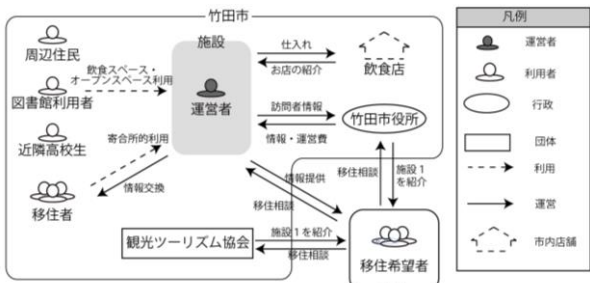 竹田市
周辺住民
飲食スペース・
オープンスペース利用
図書館利用者
近隣高校生
寄合所的利用
移住者
情報交換
施設
運営者
仕入れ
お店の紹介
飲食店
訪問者情報
情報・運営費
竹田市役所
情報提供
移住相談
移住相談
施設1
を紹介
観光ツーリズム協会
施設1を紹介
移住相談
移住希望者
凡例
運営者
利用者
行政
団体
利用
運営
市内店舗